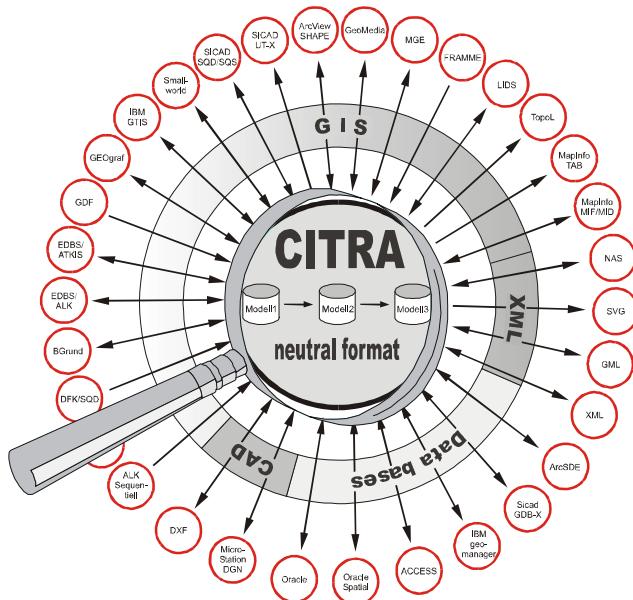 ArcView
SHAPE
GeoMedia
MGE
FRAMME
LIDS
TopoL
MapInfo
TAB
MapInfo
MIF/MID
NAS
SVG
GML
XML
ArcSDE
Sicad
GDB-X
IBM
geo-
manager
ACCESS
Oracle
Spatial
Oracle
Micro-
Station
DGN
DXF
ALK
Sequen-
tiell
DFK/SQD
BGrund
EDBS/
ALK
EDBS/
ATKIS
GDF
GEOgraf
IBM
GTIS
Small-
world
SICAD
SQD/SQS
SICAD
UT-X
GIS
XML
Data bases
CAD
CITRA
Modell1
Modell2
Modell3
neutral format